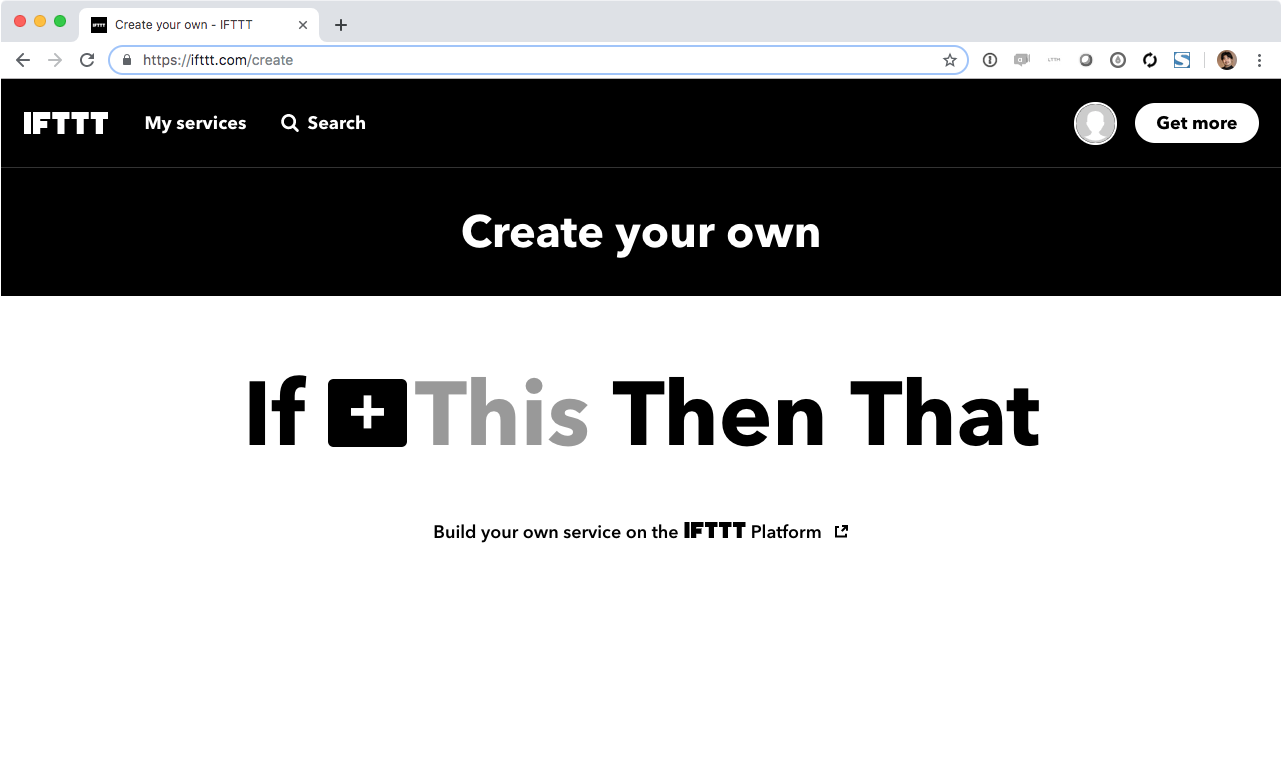 IFTTT Create your own - IFTTT
https://ifttt.com/create
IFTTT My services Search Get more
Create your own
If + This Then That
Build your own service on the IFTTT Platform